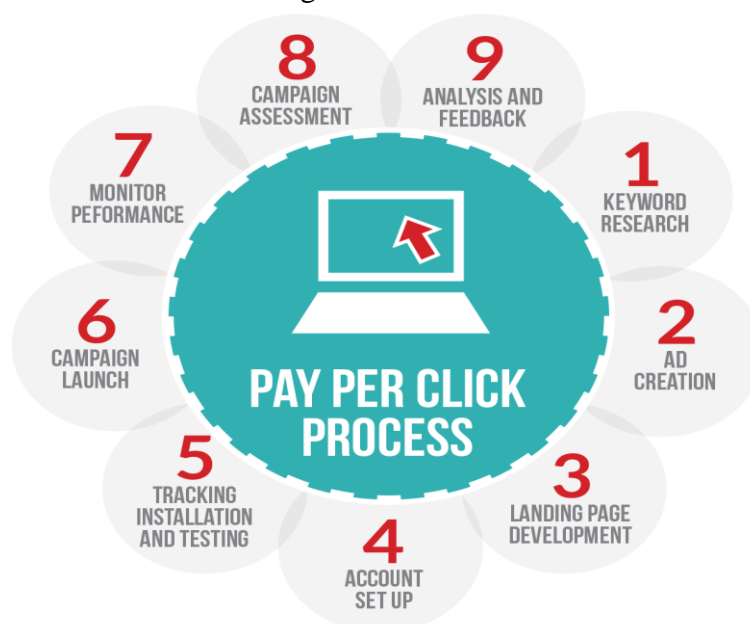 PAY PER CLICK
PROCESS
1
KEYWORD
RESEARCH
2
AD
CREATION
3
LANDING PAGE
DEVELOPMENT
4
ACCOUNT
SET UP
5
TRACKING
INSTALLATION
AND TESTING
6
CAMPAIGN
LAUNCH
7
MONITOR
PEFORMANCE
8
CAMPAIGN
ASSESSMENT
9
ANALYSIS AND
FEEDBACK